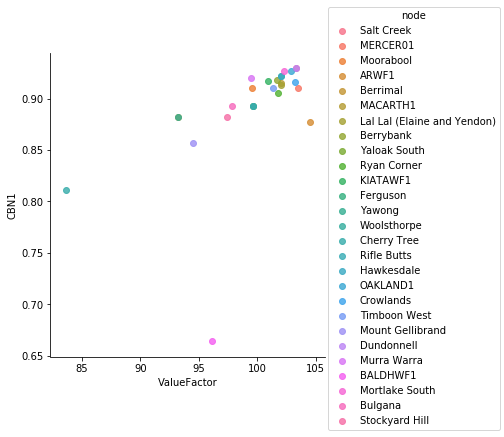 node
Salt Creek
MERCER01
Moorabool
ARWF1
Berrimal
MACARTH1
Lal Lal (Elaine and Yendon)
Berrybank
Yaloak South
Ryan Corner
KIATAWF1
Ferguson
Yawong
Woolsthorpe
Cherry Tree
Rifle Butts
Hawkesdale
OAKLAND1
Crowlands
Timboon West
Mount Gellibrand
Dundonnell
Murra Warra
BALDHWF1
Mortlake South
Bulgana
Stockyard Hill
CBN1
0.90
0.85
0.80
0.75
0.70
0.65
85 90 95 100 105
ValueFactor